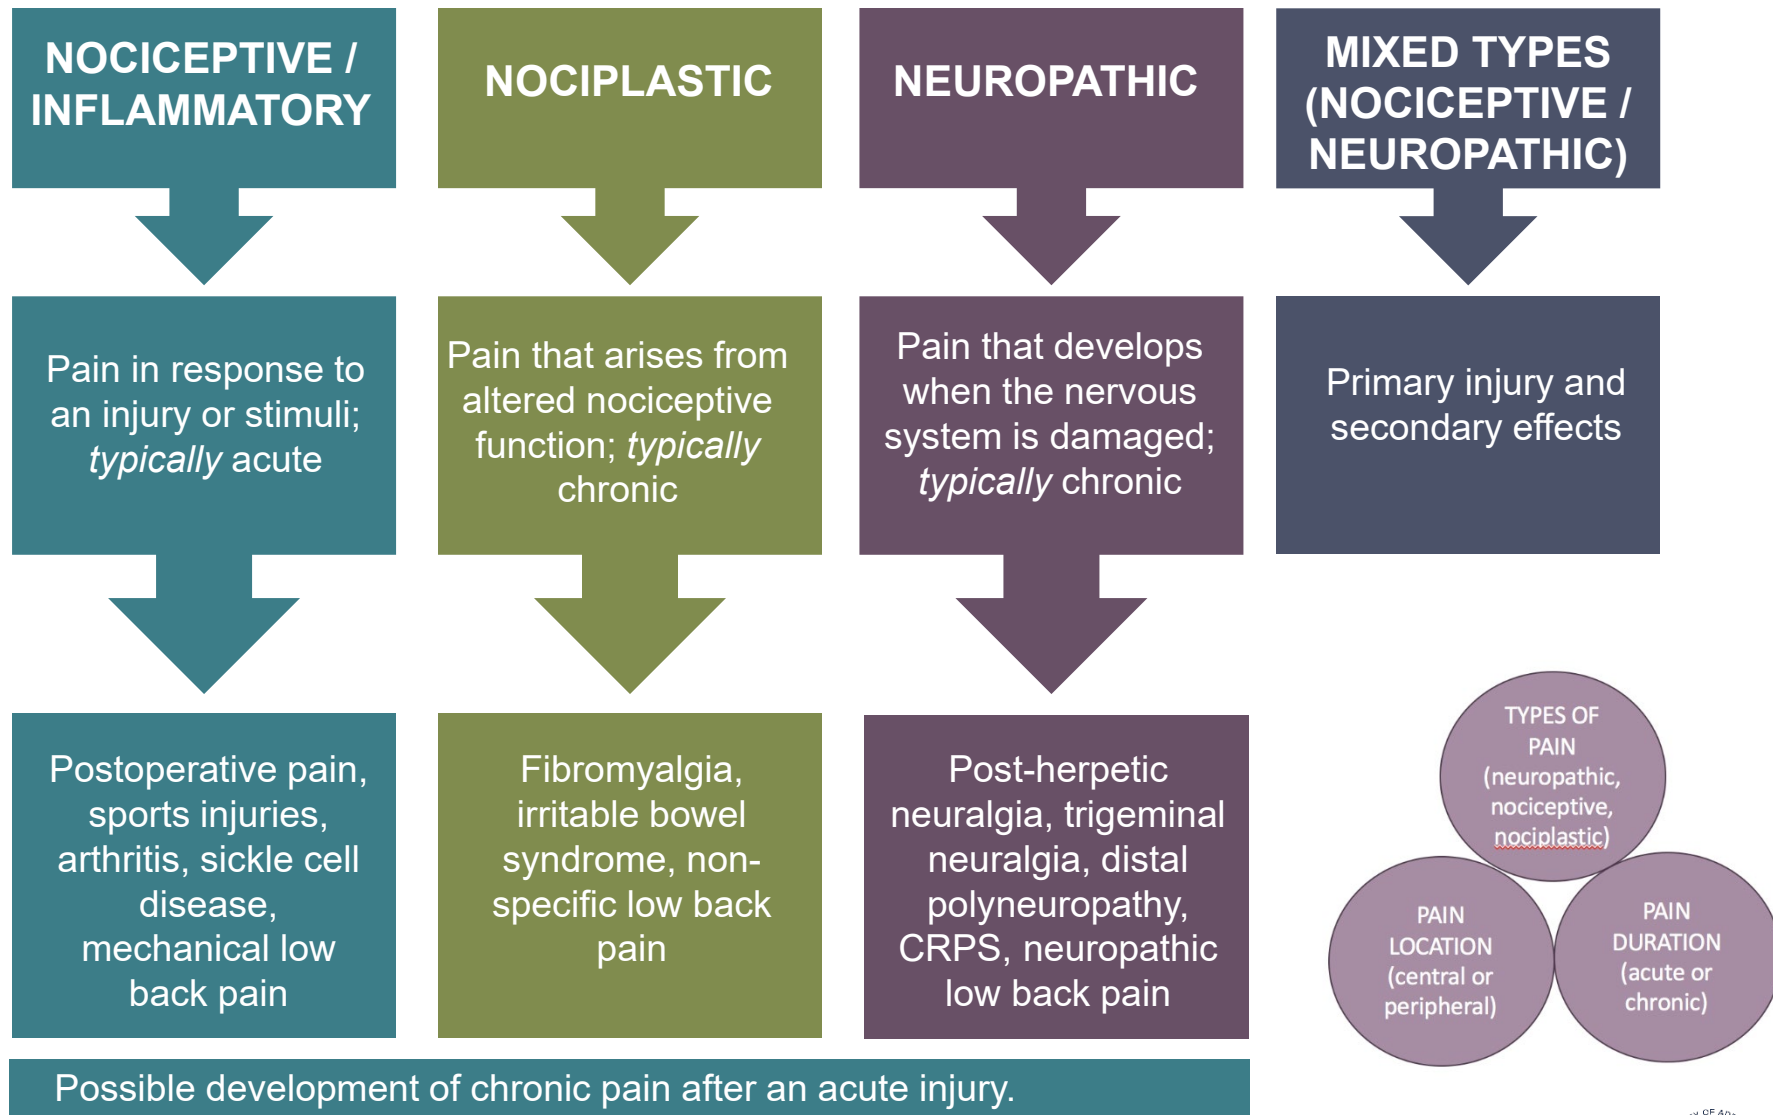 NOCICEPTIVE /
INFLAMMATORY
Pain in response to
an injury or stimuli;
typically acute
Postoperative pain,
sports injuries,
arthritis, sickle cell
disease,
mechanical low
back pain
NOCIPLASTIC
Pain that arises from
altered nociceptive
function; typically
chronic
Fibromyalgia,
irritable bowel
syndrome, non-
specific low back
pain
NEUROPATHIC
Pain that develops
when the nervous
system is damaged;
typically chronic
Post-herpetic
neuralgia, trigeminal
neuralgia, distal
polyneuropathy,
CRPS, neuropathic
low back pain
MIXED TYPES
(NOCICEPTIVE /
NEUROPATHIC)
Primary injury and
secondary effects
TYPES OF
PAIN
(neuropathic,
nociceptive,
nociplastic)
PAIN
LOCATION
(central or
peripheral)
PAIN
DURATION
(acute or
chronic)
Possible development of chronic pain after an acute injury.